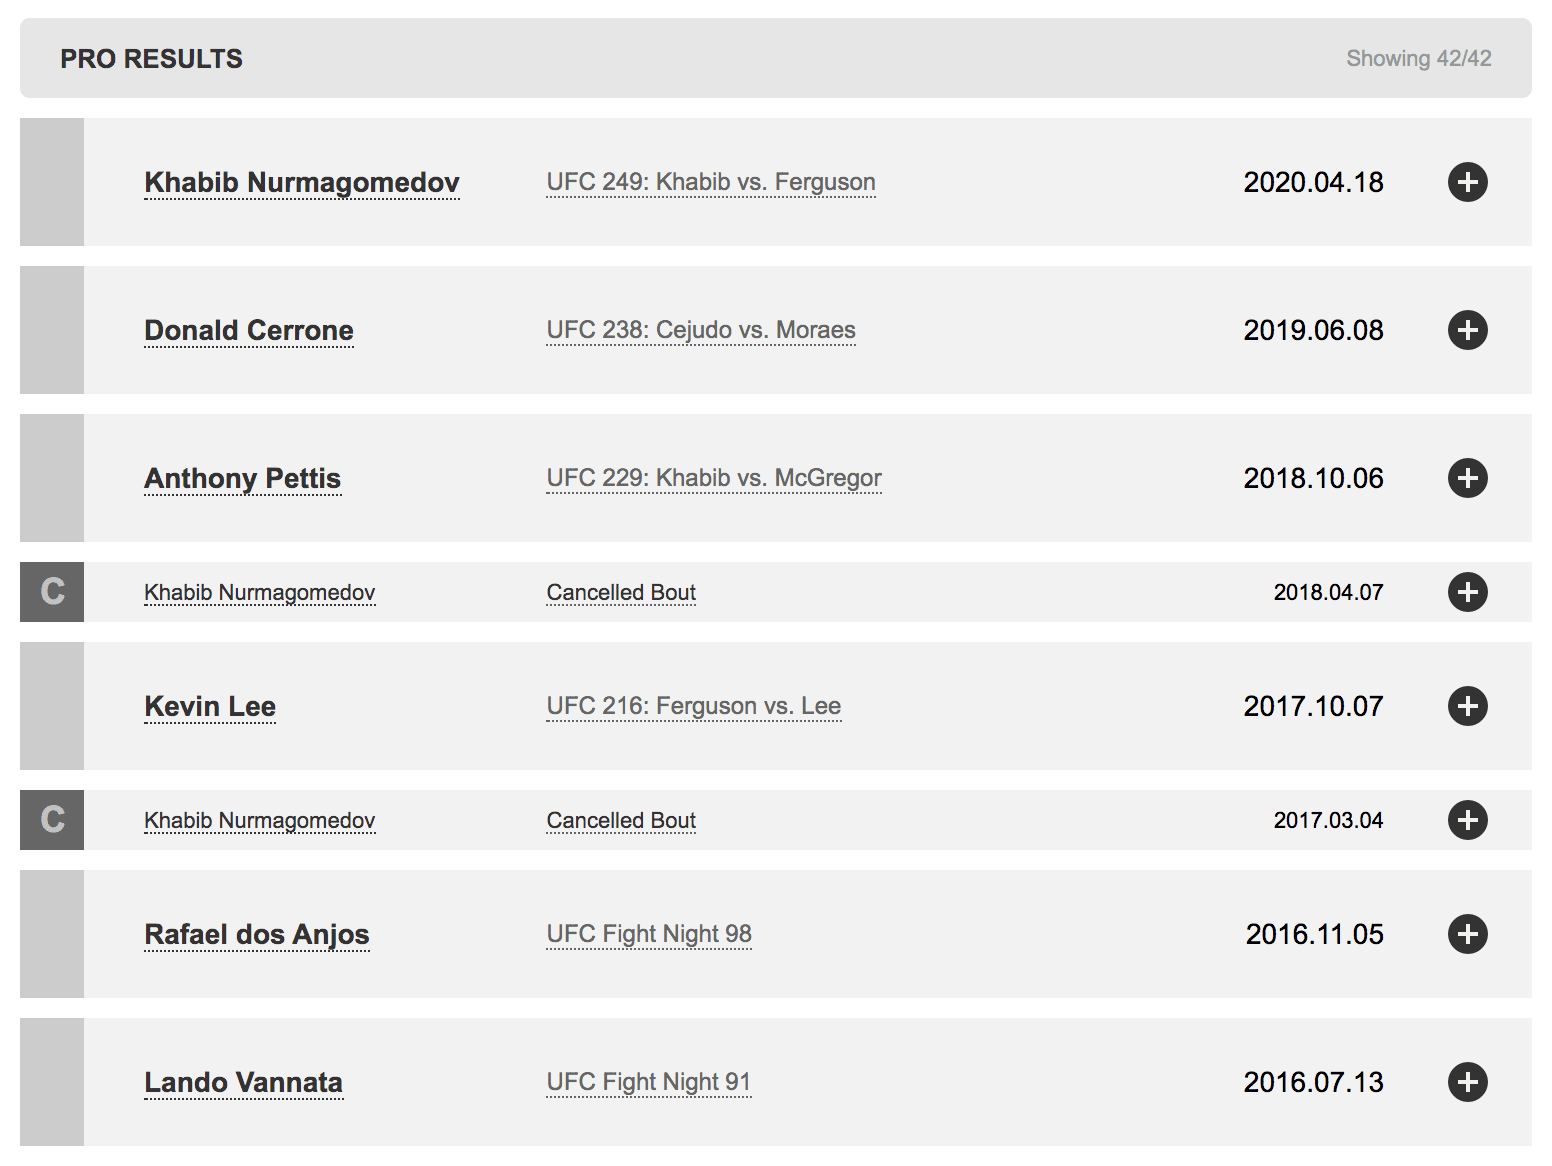 PRO RESULTS Showing 42/42
Khabib Nurmagomedov UFC 249: Khabib vs. Ferguson 2020.04.18
Donald Cerrone UFC 238: Cejudo vs. Moraes 2019.06.08
Anthony Pettis UFC 229: Khabib vs. McGregor 2018.10.06
C Khabib Nurmagomedov Cancelled Bout 2018.04.07
Kevin Lee UFC 216: Ferguson vs. Lee 2017.10.07
C Khabib Nurmagomedov Cancelled Bout 2017.03.04
Rafael dos Anjos UFC Fight Night 98 2016.11.05
Lando Vannata UFC Fight Night 91 2016.07.13